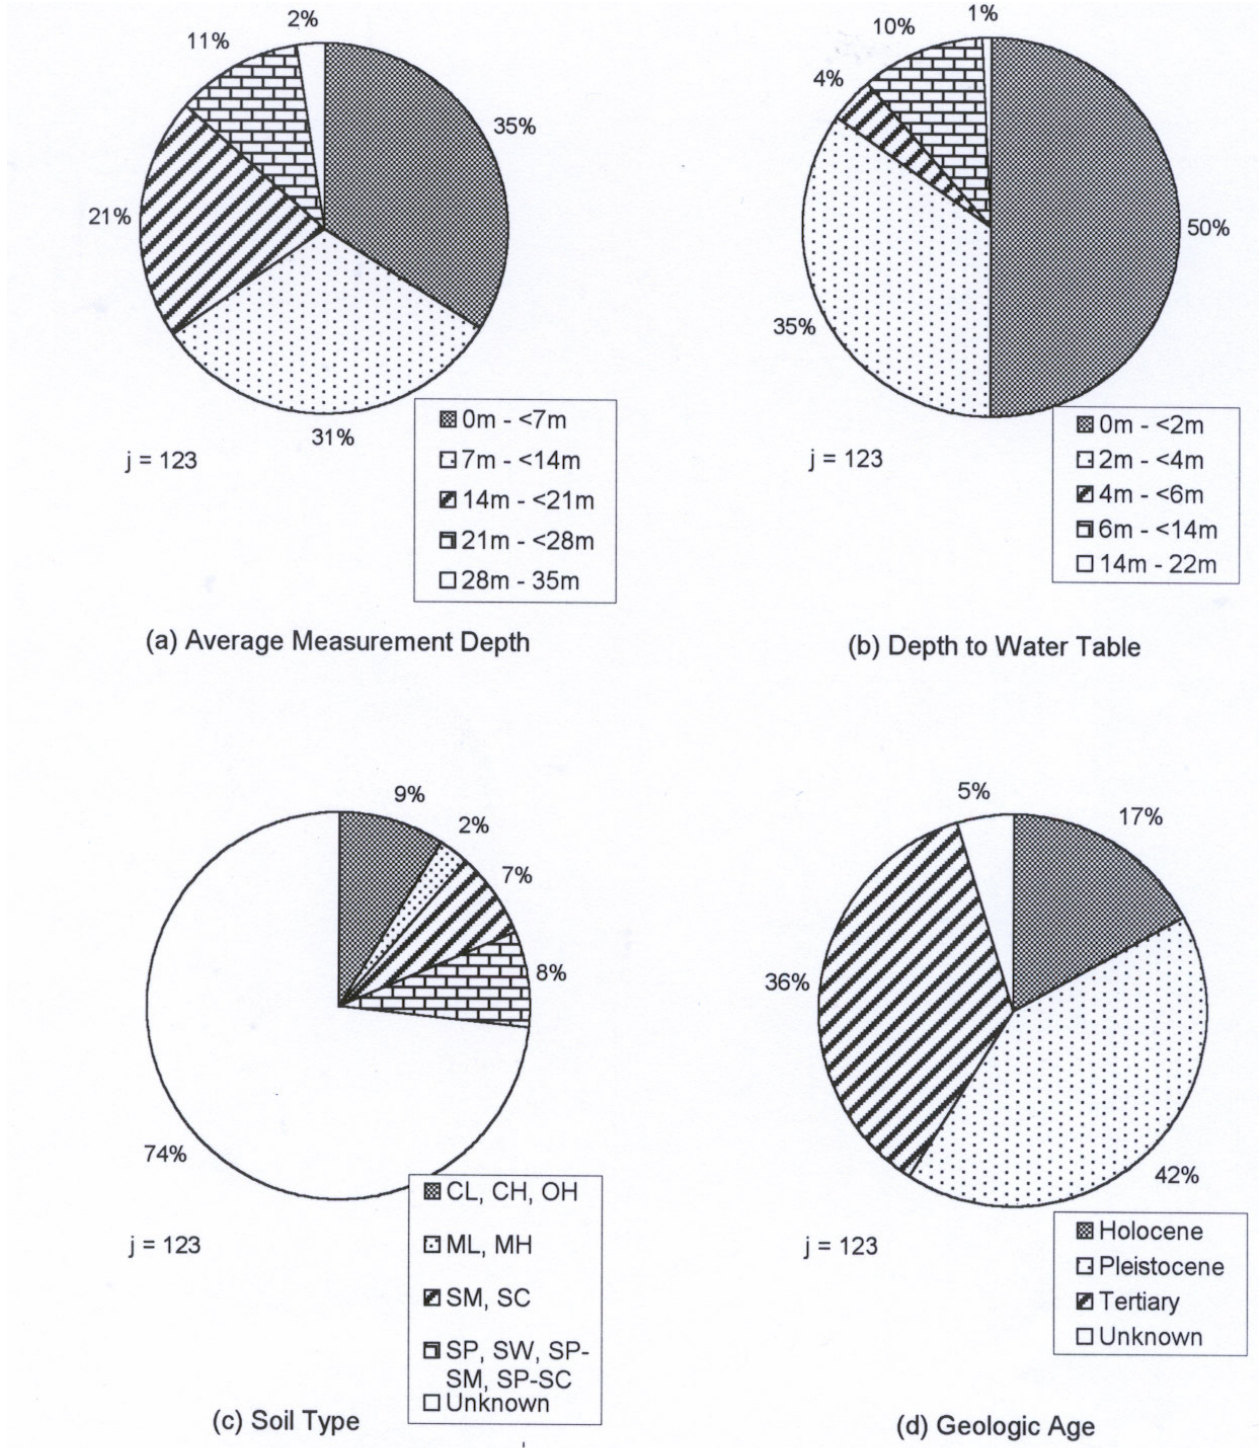 2%
11%
35%
21%
31%
j = 123
0m - <7m
7m - <14m
14m - <21m
21m - <28m
28m - 35m
(a) Average Measurement Depth
1%
10%
4%
50%
35%
j = 123
0m - <2m
2m - <4m
4m - <6m
6m - <14m
14m - 22m
(b) Depth to Water Table
9%
2%
7%
8%
74%
j = 123
CL, CH, OH
ML, MH
SM, SC
SP, SW, SP-
SM, SP-SC
Unknown
(c) Soil Type
5%
17%
36%
42%
j = 123
Holocene
Pleistocene
Tertiary
Unknown
(d) Geologic Age